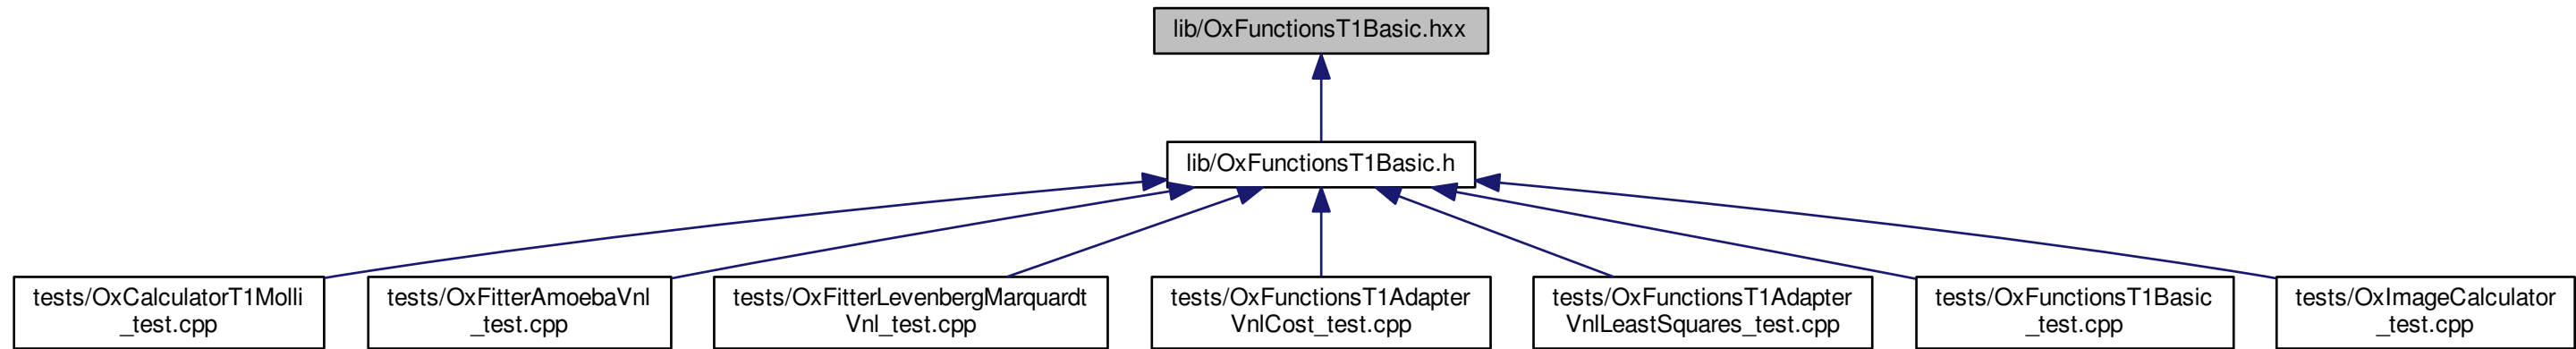 lib/OxFunctionsT1Basic.hxx
lib/OxFunctionsT1Basic.h
tests/OxCalculatorT1Molli
_test.cpp
tests/OxFitterAmoebaVnl
_test.cpp
tests/OxFitterLevenbergMarquardt
Vnl_test.cpp
tests/OxFunctionsT1Adapter
VnlCost_test.cpp
tests/OxFunctionsT1Adapter
VnlLeastSquares_test.cpp
tests/OxFunctionsT1Basic
_test.cpp
tests/OxImageCalculator
_test.cpp